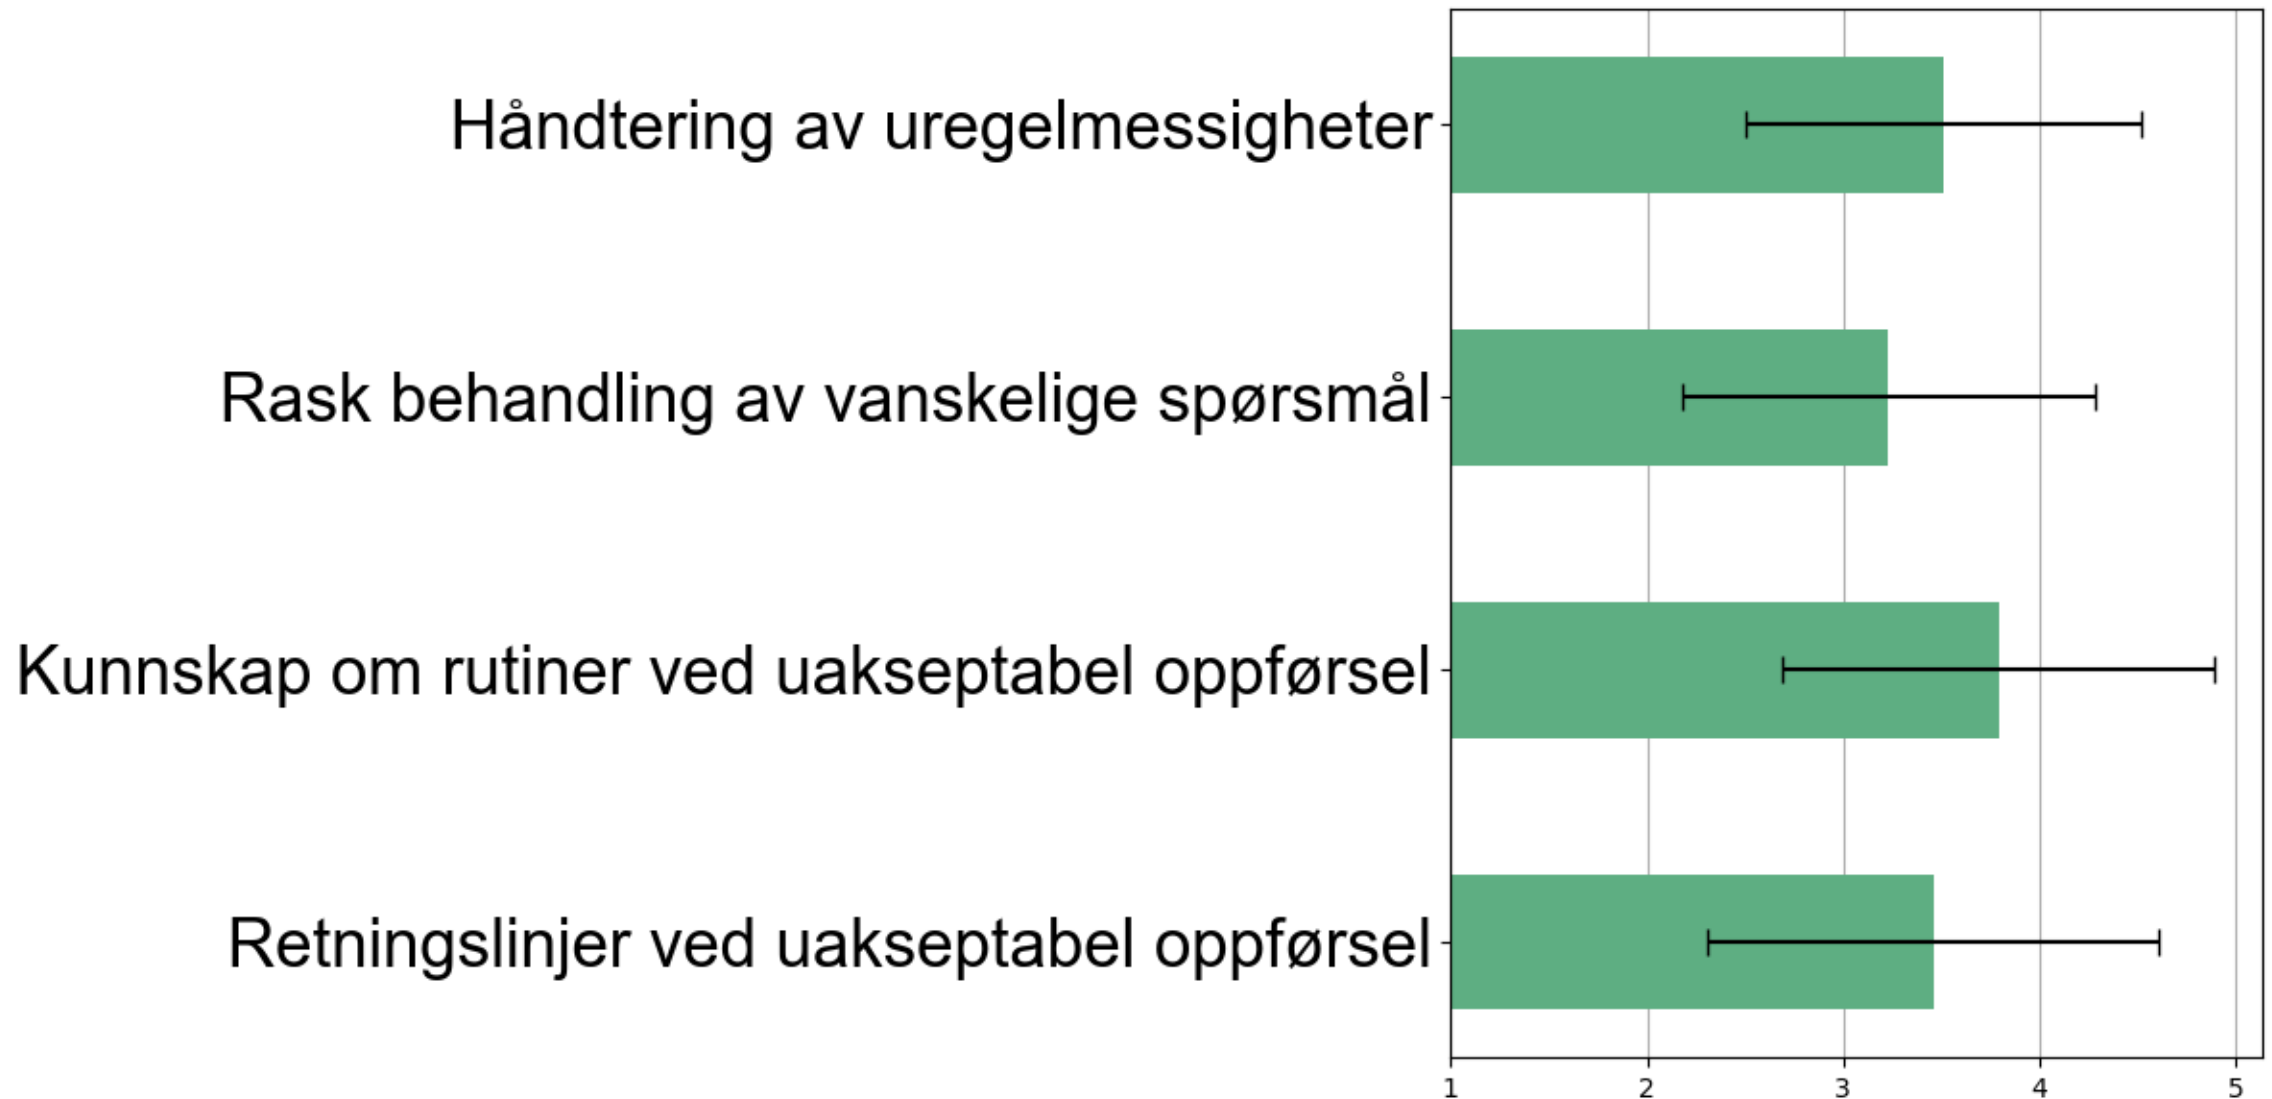 Håndtering av uregelmessigheter
Rask behandling av vanskelige spørsmål
Kunnskap om rutiner ved uakseptabel oppførsel
Retningslinjer ved uakseptabel oppførsel
1 2 3 4 5